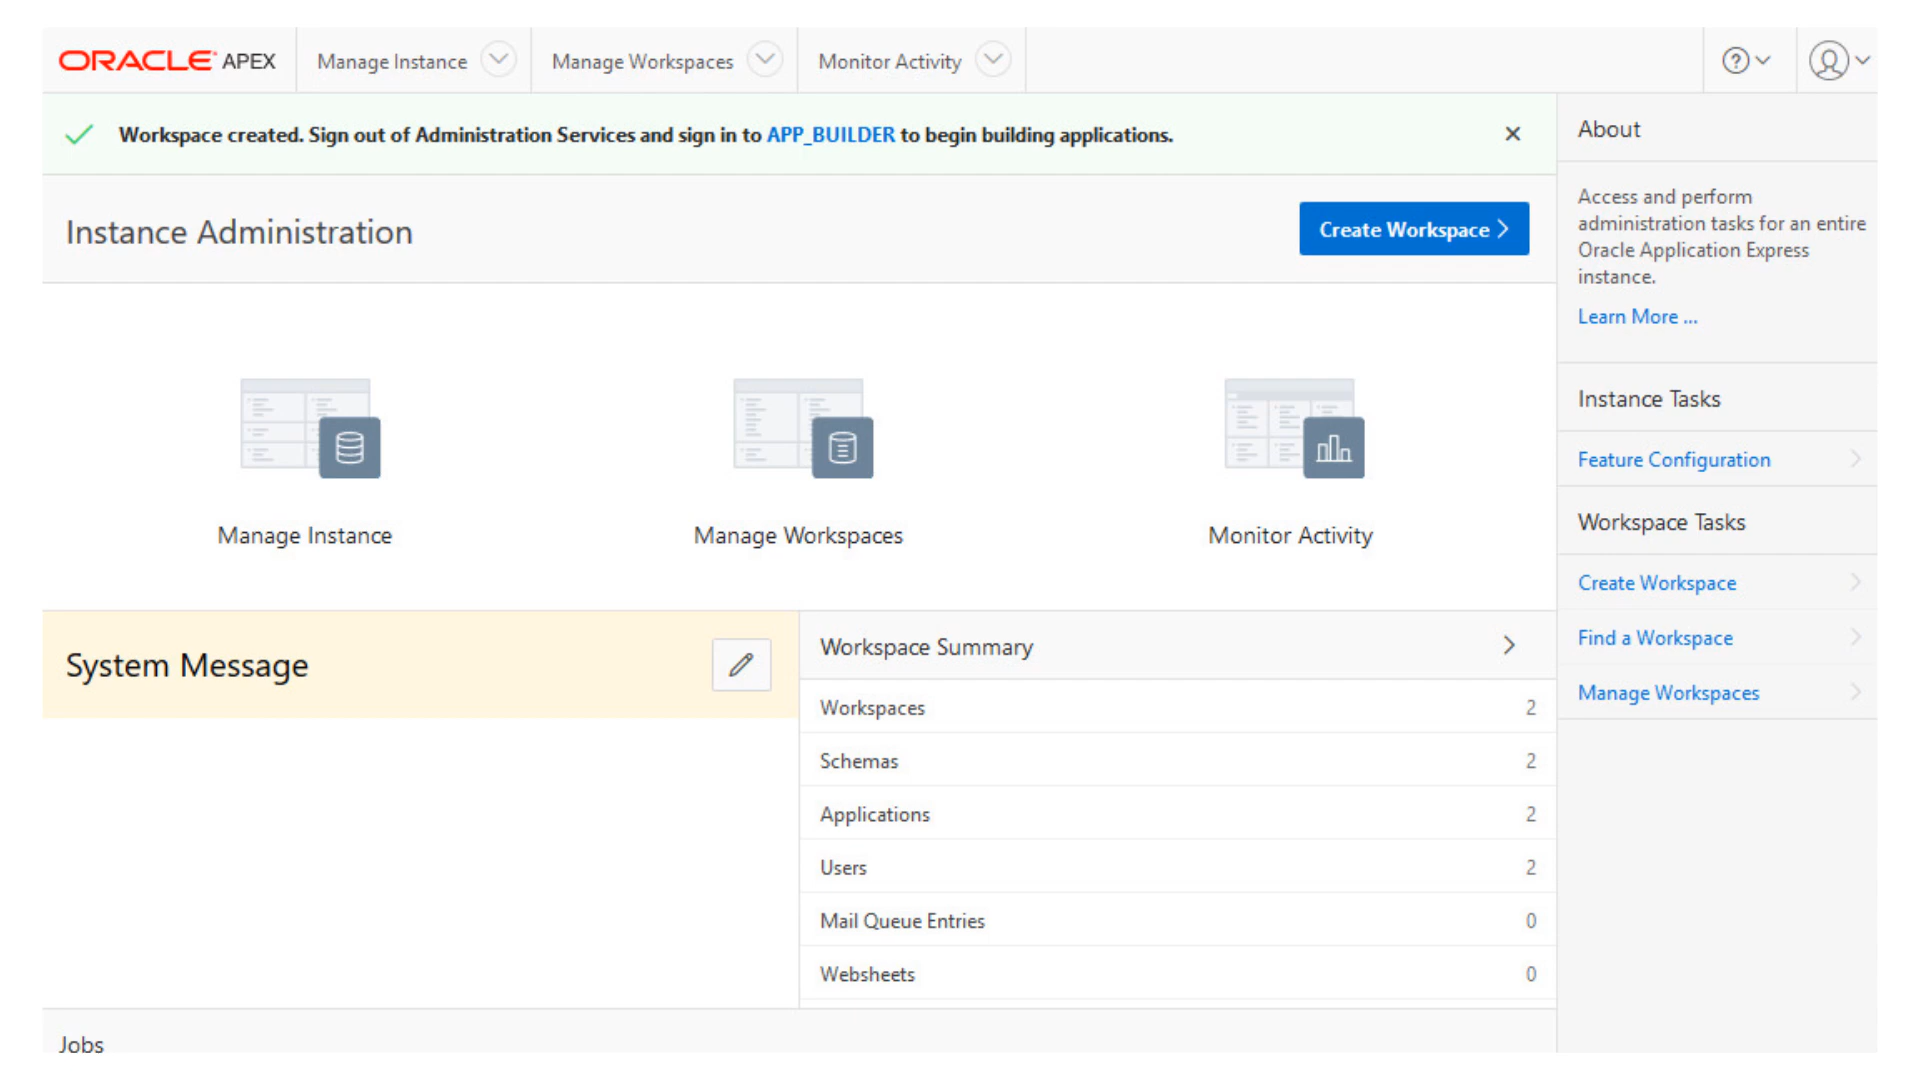 ORACLE APEX
Manage Instance
Manage Workspaces
Monitor Activity
Workspace created. Sign out of Administration Services and sign in to APP_BUILDER to begin building applications.
Instance Administration
Create Workspace
Manage Instance
Manage Workspaces
Monitor Activity
System Message
Workspace Summary
Workspaces 2
Schemas 2
Applications 2
Users 2
Mail Queue Entries 0
Websheets 0
Jobs
About
Access and perform
administration tasks for an entire
Oracle Application Express
instance.
Learn More ...
Instance Tasks
Feature Configuration
Workspace Tasks
Create Workspace
Find a Workspace
Manage Workspaces